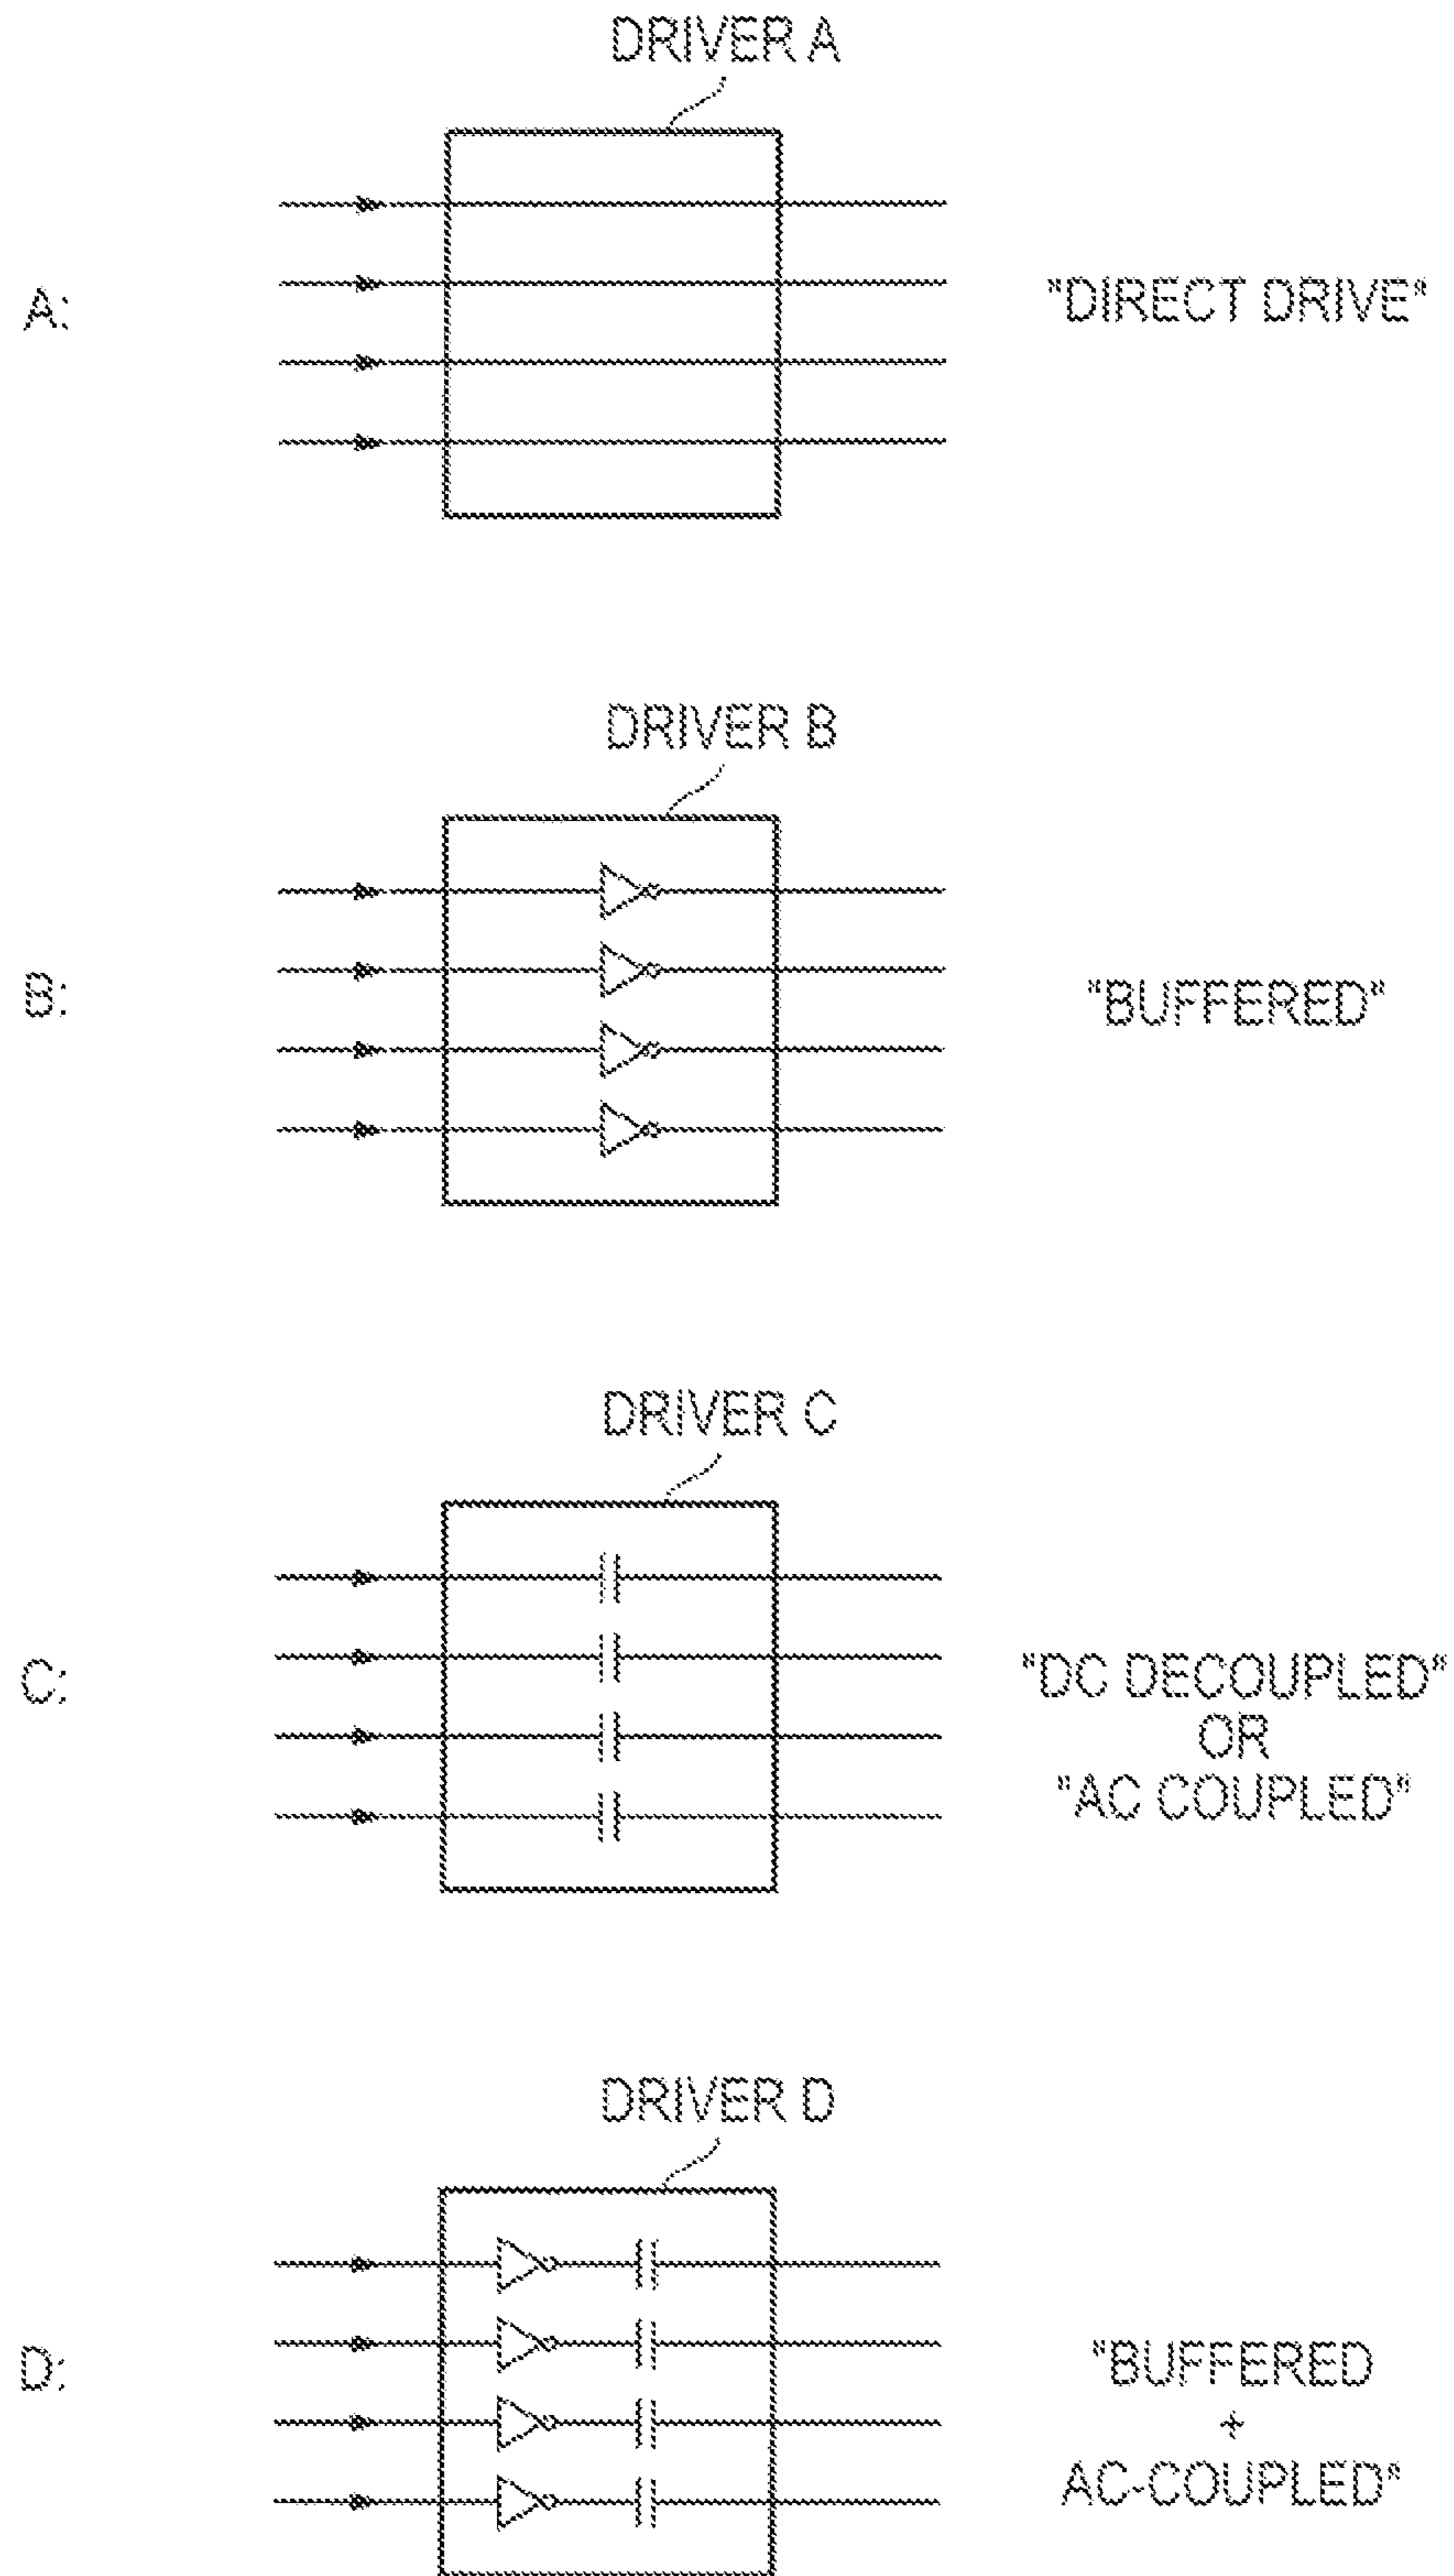 DRIVER A
A:
"DIRECT DRIVE"
DRIVER B
B:
"BUFFERED"
DRIVER C
C:
"DC DECOUPLED"
OR
"AC COUPLED"
DRIVER D
D:
"BUFFERED
+
AC-COUPLED"